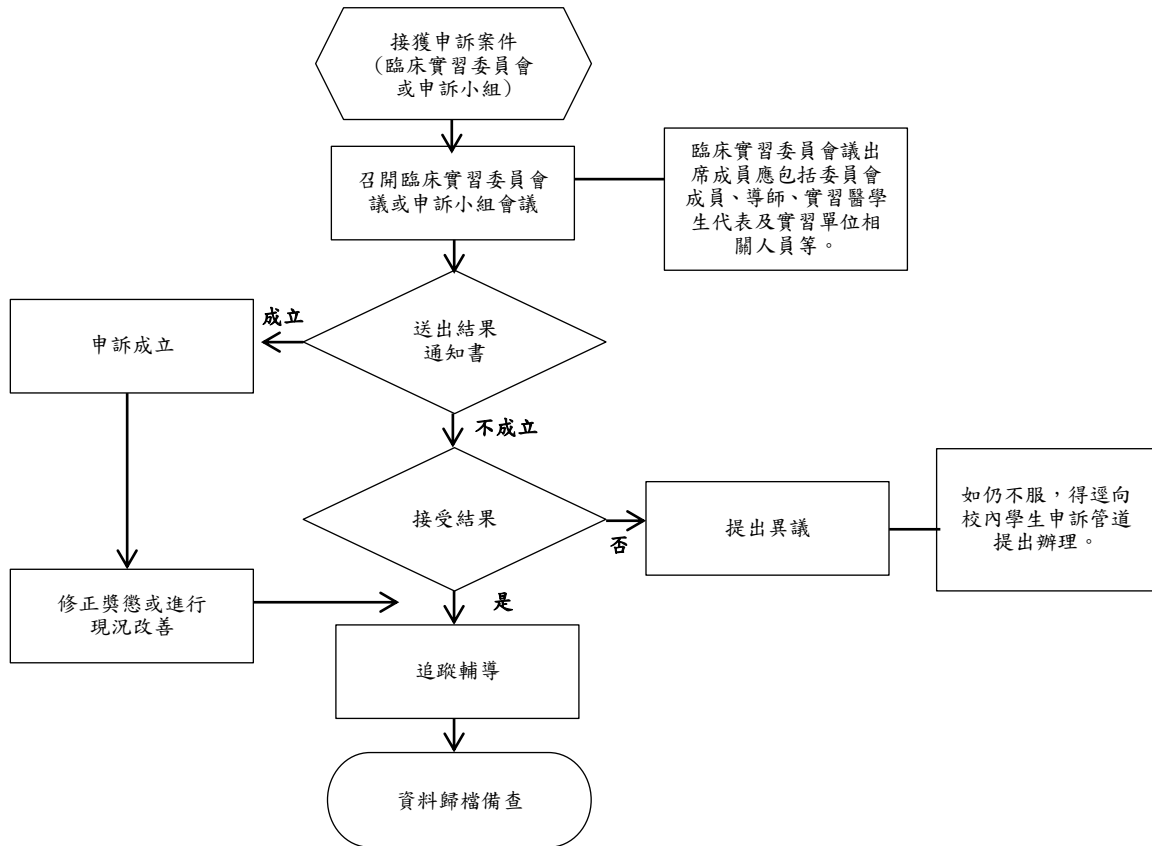 接獲申訴案件
(臨床實習委員會
或申訴小組)
召開臨床實習委員會
議或申訴小組會議
臨床實習委員會議出
席成員應包括委員會
成員、導師、實習醫學
生代表及實習單位相
關人員等。
送出結果
通知書
成立
申訴成立
不成立
接受結果
否
提出異議
如仍不服,得逕向
校內學生申訴管道
提出辦理。
修正獎懲或進行
現況改善
是
追蹤輔導
資料歸檔備查